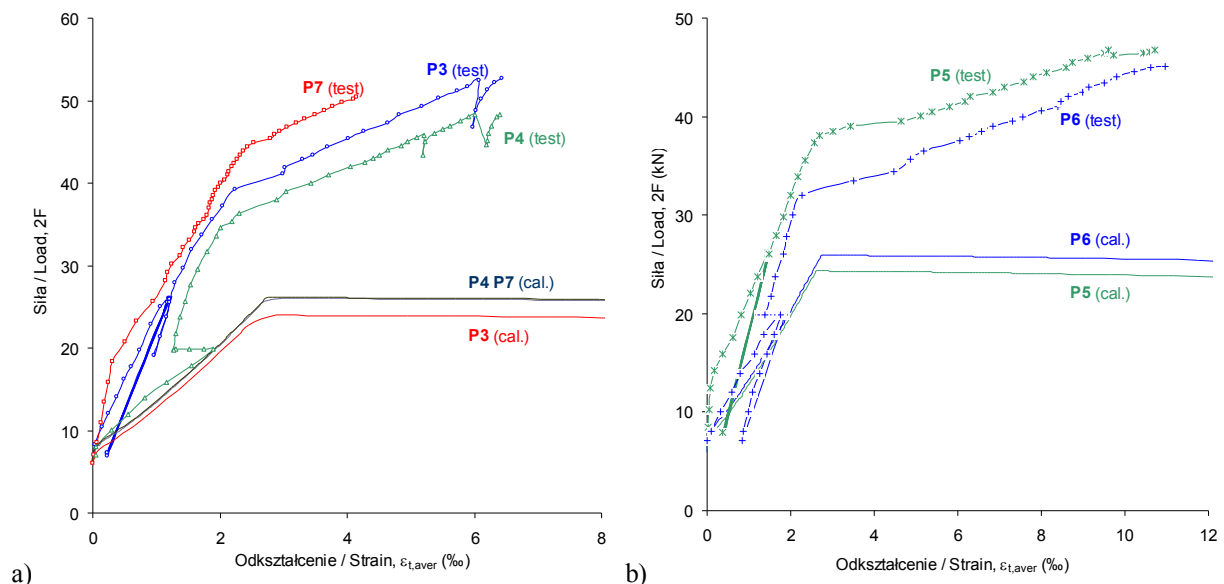 60
50
40
30
20
10
0
Siła / Load, 2F
P7 (test)
P3 (test)
P4 (test)
P4 P7 (cal.)
P3 (cal.)
0 2 4 6 8
Odkształcenie / Strain, εt,aver (‰)
a)
50
40
30
20
10
0
Siła / Load, 2F (kN)
P5 (test)
P6 (test)
P6 (cal.)
P5 (cal.)
0 2 4 6 8 10 12
Odkształcenie / Strain, εt,aver (‰)
b)